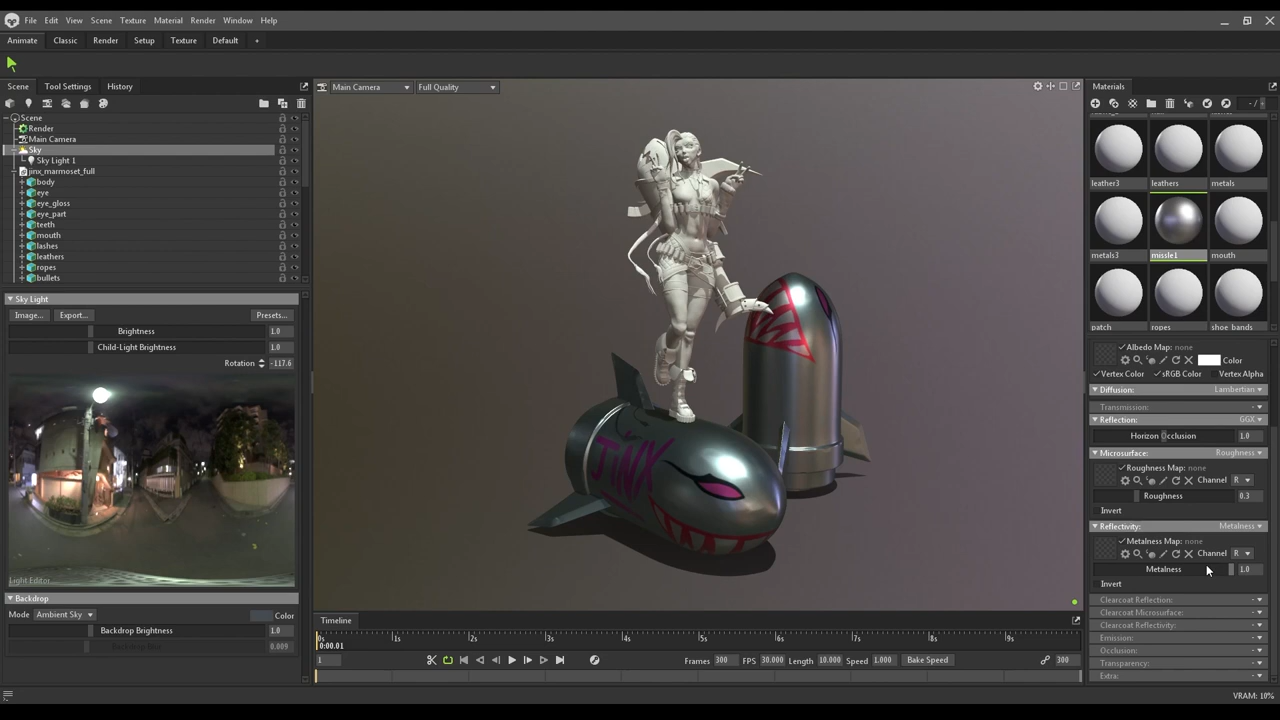 File Edit View Scene Texture Material Render Window Help
Animate Classic Render Setup Texture Default +
Scene Tool Settings History
Main Camera Full Quality
Materials
Scene
Render
Main Camera
Sky
Sky Light 1
jinx_marmoset_full
body
eye
eye_gloss
eye_part
teeth
mouth
lashes
leathers
ropes
bullets
Sky Light
Image... Export... Presets...
Brightness 1.0
Child-Light Brightness 1.0
Rotation -117.6
Light Editor...
Backdrop
Mode Ambient Sky Color
Backdrop Brightness 1.0
Backdrop Blur 0.009
JINX
Timeline
0s 1s 2s 3s 4s 5s 6s 7s 8s 9s
0:00.01
1 Frames 300 FPS 30.000 Length 10.000 Speed 1.000 Bake Speed 300
- /
leather3 leathers metals
metals3 missle1 mouth
patch ropes shoe_bands
Albedo Map: none
Color
Vertex Color sRGB Color Vertex Alpha
Diffusion: Lambertian
Transmission: -
Reflection: GGX
Horizon Occlusion 1.0
Microsurface: Roughness
Roughness Map: none
Channel R
Roughness 0.3
Invert
Reflectivity: Metalness
Metalness Map: none
Channel R
Metalness 1.0
Invert
Clearcoat Reflection: -
Clearcoat Microsurface: -
Clearcoat Reflectivity: -
Emission: -
Occlusion: -
Transparency: -
Extra: -
VRAM: 10%